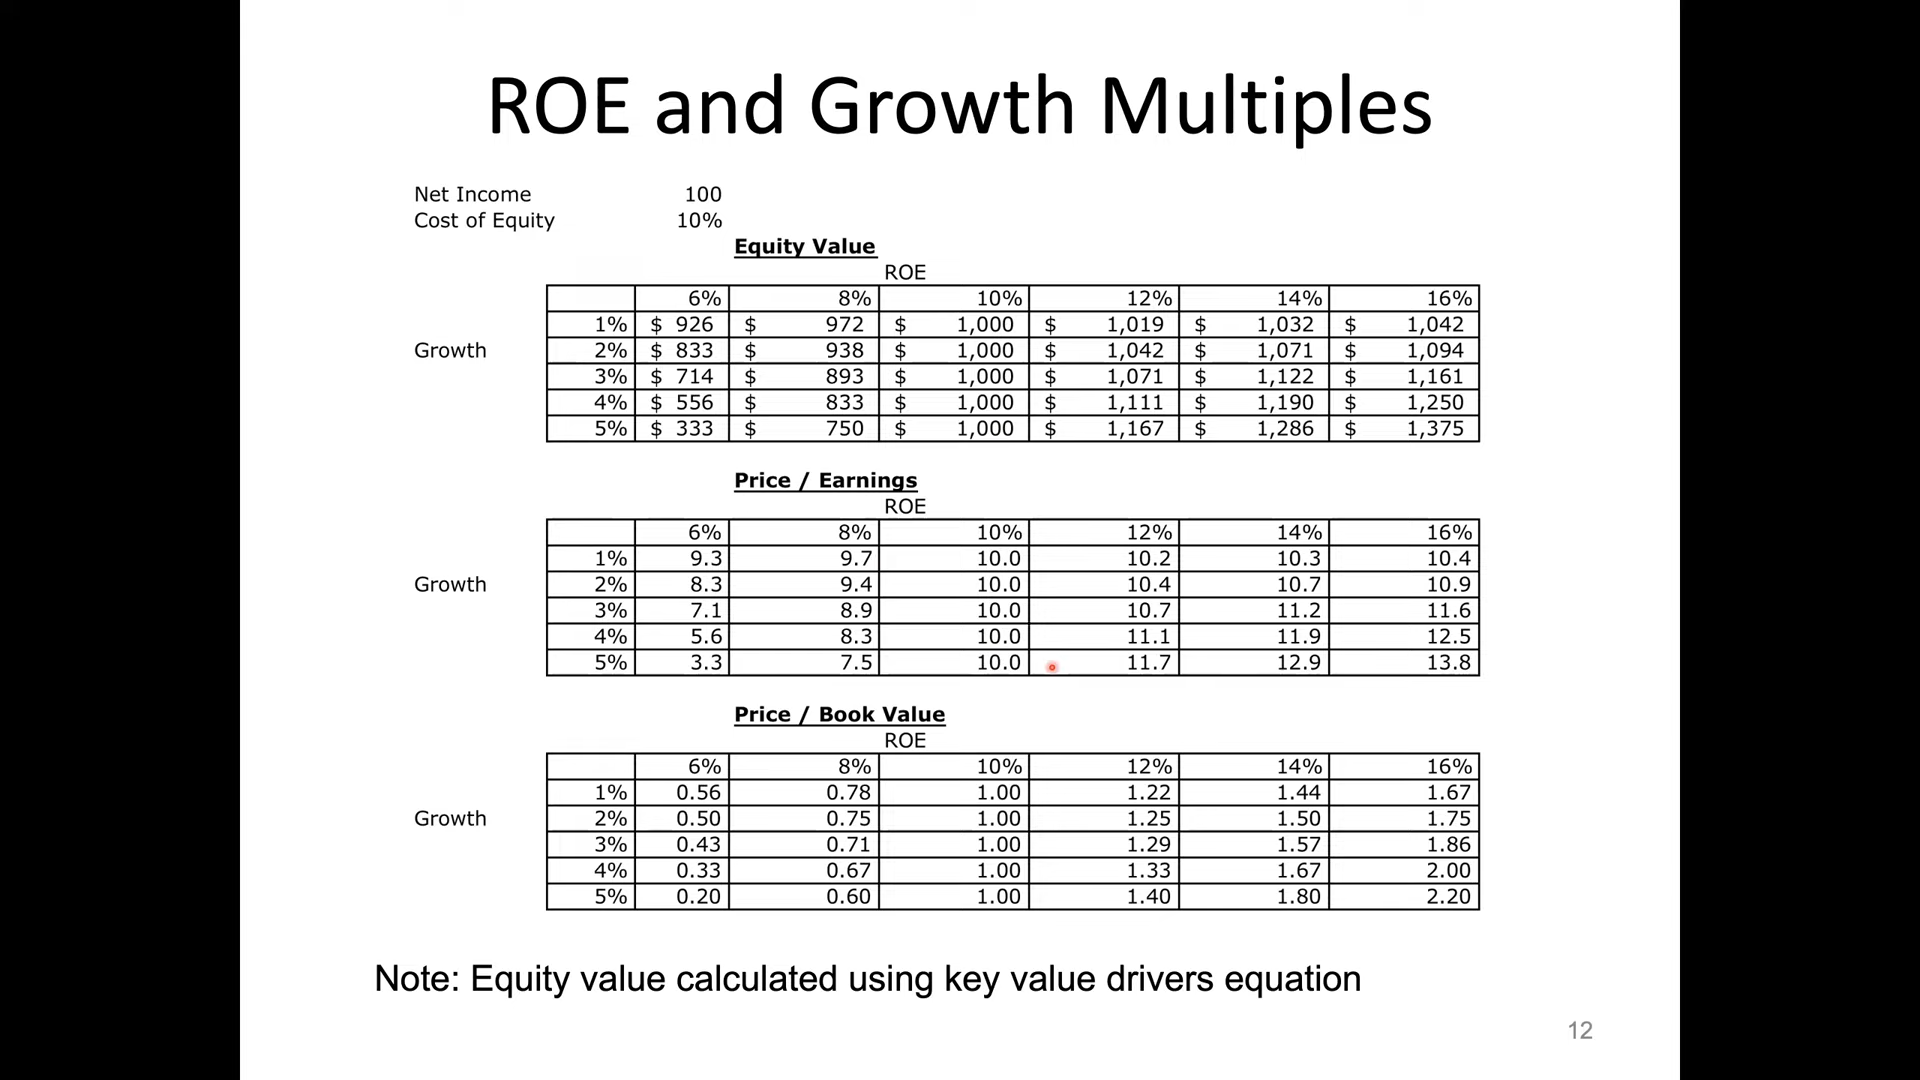 ROE and Growth Multiples
Net Income 100
Cost of Equity 10%
Equity Value
ROE
6% 8% 10% 12% 14% 16%
1% $ 926 $ 972 $ 1,000 $ 1,019 $ 1,032 $ 1,042
Growth 2% $ 833 $ 938 $ 1,000 $ 1,042 $ 1,071 $ 1,094
3% $ 714 $ 893 $ 1,000 $ 1,071 $ 1,122 $ 1,161
4% $ 556 $ 833 $ 1,000 $ 1,111 $ 1,190 $ 1,250
5% $ 333 $ 750 $ 1,000 $ 1,167 $ 1,286 $ 1,375
Price / Earnings
ROE
6% 8% 10% 12% 14% 16%
1% 9.3 9.7 10.0 10.2 10.3 10.4
Growth 2% 8.3 9.4 10.0 10.4 10.7 10.9
3% 7.1 8.9 10.0 10.7 11.2 11.6
4% 5.6 8.3 10.0 11.1 11.9 12.5
5% 3.3 7.5 10.0 11.7 12.9 13.8
Price / Book Value
ROE
6% 8% 10% 12% 14% 16%
1% 0.56 0.78 1.00 1.22 1.44 1.67
Growth 2% 0.50 0.75 1.00 1.25 1.50 1.75
3% 0.43 0.71 1.00 1.29 1.57 1.86
4% 0.33 0.67 1.00 1.33 1.67 2.00
5% 0.20 0.60 1.00 1.40 1.80 2.20
Note: Equity value calculated using key value drivers equation
12